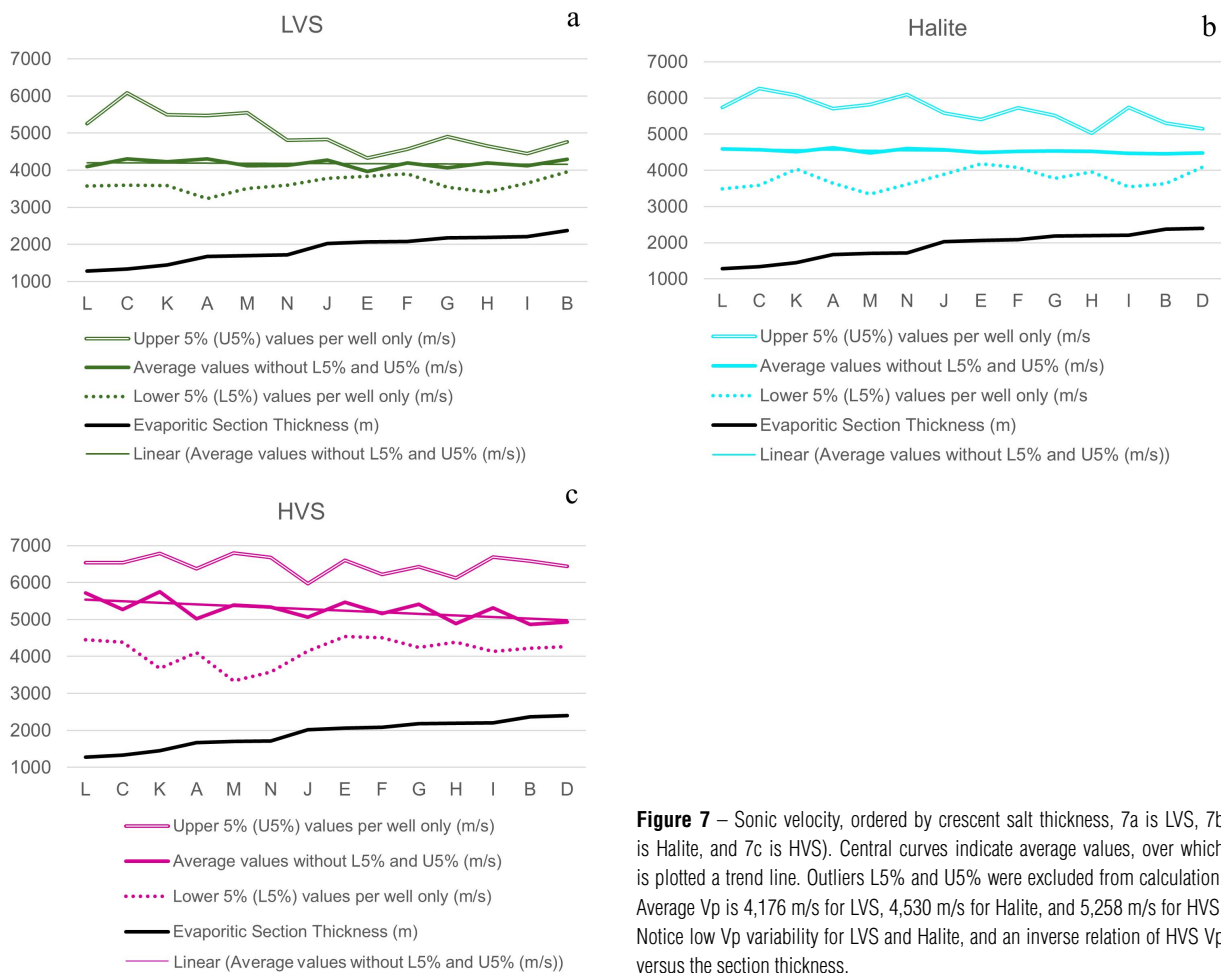 LVS
a
7000
6000
5000
4000
3000
2000
1000
L C K A M N J E F G H I B
Upper 5% (U5%) values per well only (m/s)
Average values without L5% and U5% (m/s)
Lower 5% (L5%) values per well only (m/s)
Evaporitic Section Thickness (m)
Linear (Average values without L5% and U5% (m/s))
Halite
b
7000
6000
5000
4000
3000
2000
1000
L C K A M N J E F G H I B D
Upper 5% (U5%) values per well only (m/s
Average values without L5% and U5% (m/s)
Lower 5% (L5%) values per well only (m/s
Evaporitic Section Thickness (m)
Linear (Average values without L5% and U5% (m/s))
HVS
c
7000
6000
5000
4000
3000
2000
1000
L C K A M N J E F G H I B D
Upper 5% (U5%) values per well only (m/s)
Average values without L5% and U5% (m/s)
Lower 5% (L5%) values per well only (m/s)
Evaporitic Section Thickness (m)
Linear (Average values without L5% and U5% (m/s))
Figure 7 – Sonic velocity, ordered by crescent salt thickness, 7a is LVS, 7b
is Halite, and 7c is HVS). Central curves indicate average values, over which
is plotted a trend line. Outliers L5% and U5% were excluded from calculation
Average Vp is 4,176 m/s for LVS, 4,530 m/s for Halite, and 5,258 m/s for HVS
Notice low Vp variability for LVS and Halite, and an inverse relation of HVS Vp
versus the section thickness.